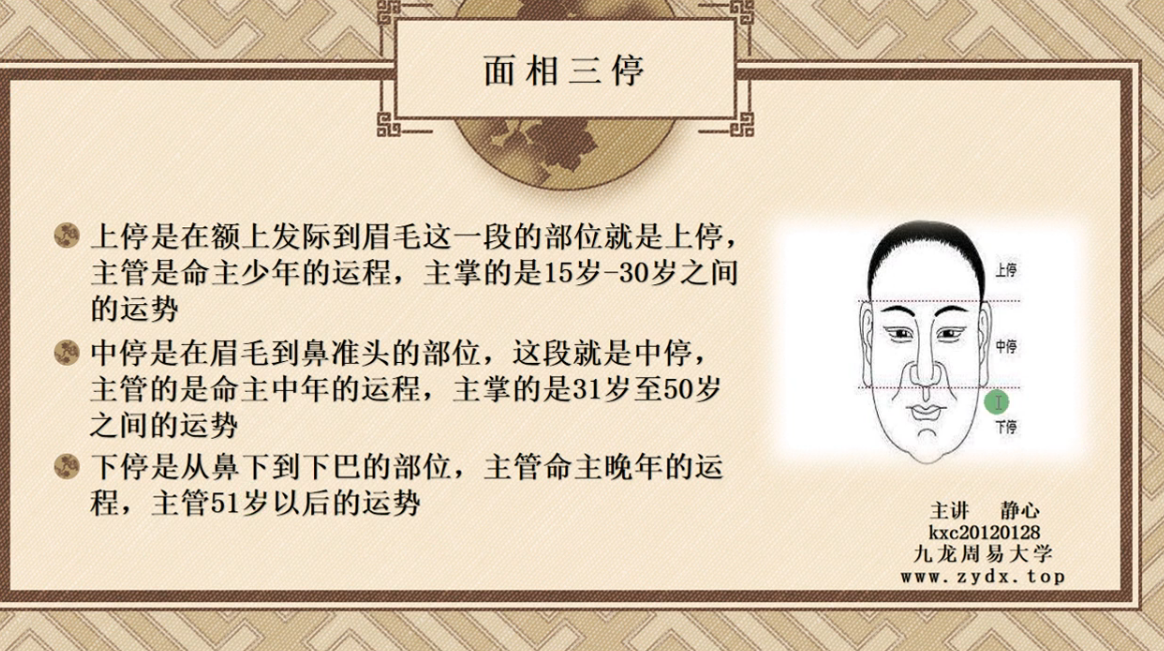 面相三停
上停是在额上发际到眉毛这一段的部位就是上停，
主管是命主少年的运程，主掌的是15岁-30岁之间
的运势
中停是在眉毛到鼻准头的部位，这段就是中停，
主管的是命主中年的运程，主掌的是31岁至50岁
之间的运势
下停是从鼻下到下巴的部位，主管命主晚年的运
程，主管51岁以后的运势
上停
中停
下停
主讲 静心
kxc20120128
九龙周易大学
www.zydx.top